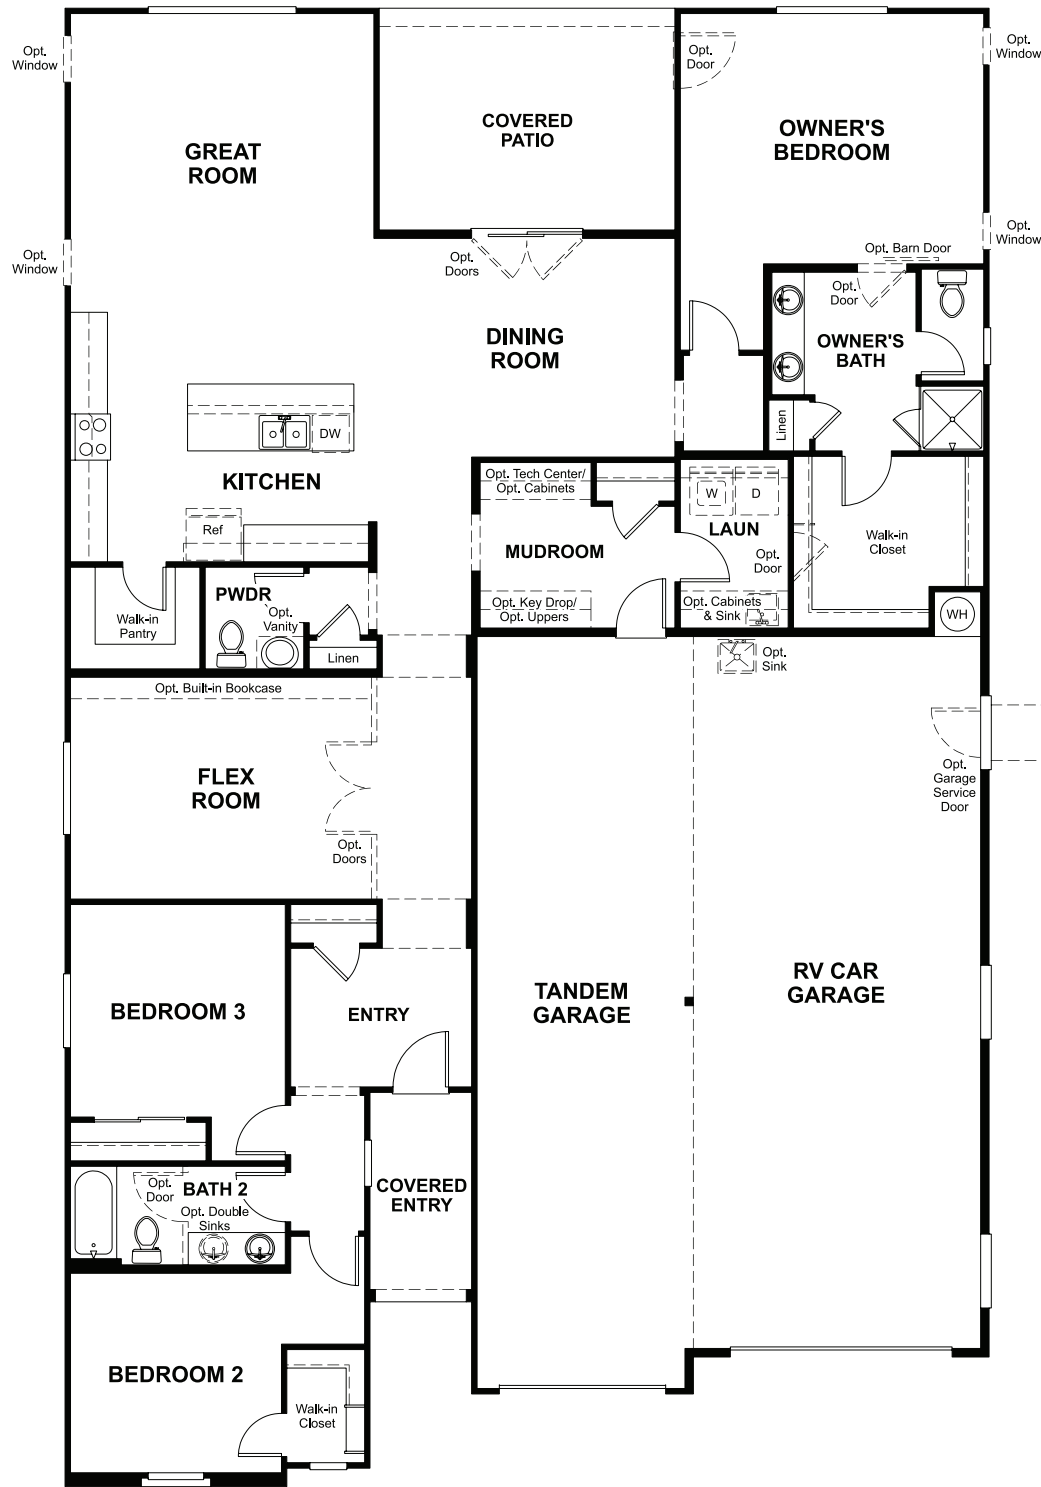 Opt.
Window
Opt.
Door
Opt.
Window
COVERED
PATIO
OWNER'S
BEDROOM
GREAT
ROOM
Opt.
Window
Opt.
Window
Opt.
Doors
Opt. Barn Door
Opt.
Door
DINING
ROOM
OWNER'S
BATH
Linen
DW
KITCHEN
Opt. Tech Center/
Opt. Cabinets
W
D
Ref
LAUN
MUDROOM
Opt.
Door
Walk-in
Closet
PWDR
Opt.
Vanity
Walk-in
Pantry
Opt. Key Drop/
Opt. Uppers
Opt. Cabinets
& Sink
WH
Linen
Opt.
Sink
Opt. Built-in Bookcase
FLEX
ROOM
Opt.
Garage
Service
Door
Opt.
Doors
RV CAR
GARAGE
TANDEM
GARAGE
BEDROOM 3
ENTRY
Opt.
Door
BATH 2
Opt. Double
Sinks
COVERED
ENTRY
BEDROOM 2
Walk-in
Closet